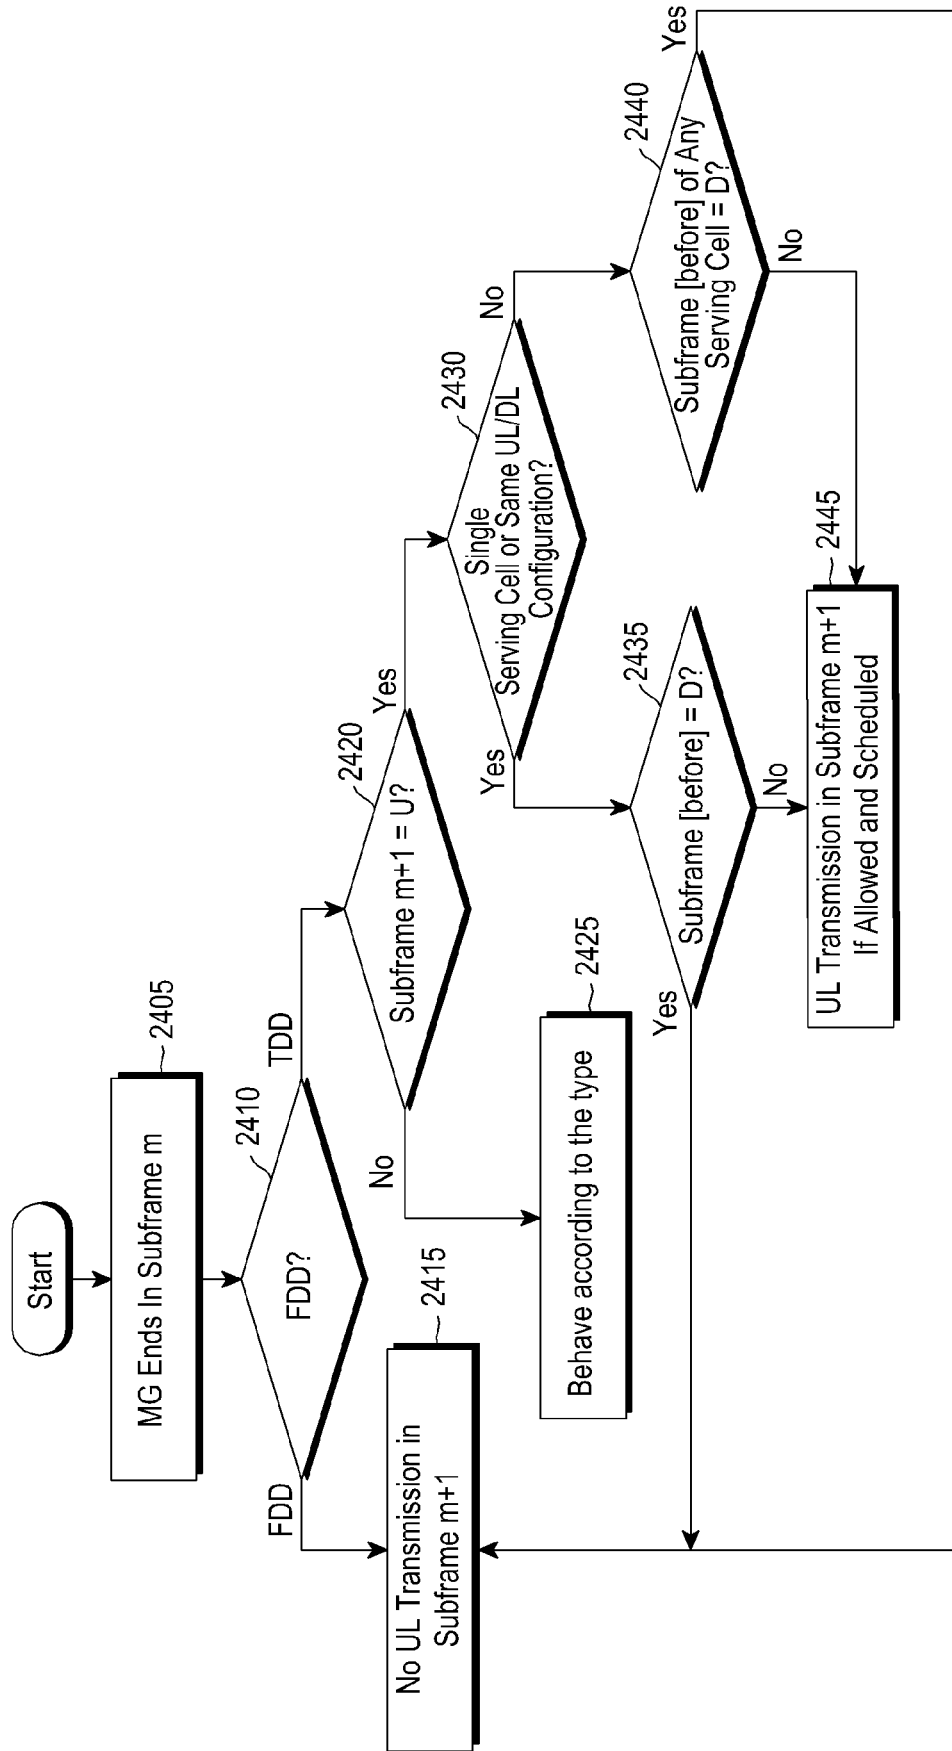 Start
MG Ends In Subframe m
2405
FDD?
2410
FDD
TDD
No UL Transmission in
Subframe m+1
2415
Subframe m+1 = U?
2420
No
Yes
Behave according to the type
2425
Single
Serving Cell or Same UL/DL
Configuration?
2430
Yes
No
Subframe [before] = D?
2435
Yes
No
Subframe [before] of Any
Serving Cell = D?
2440
Yes
No
UL Transmission in Subframe m+1
If Allowed and Scheduled
2445